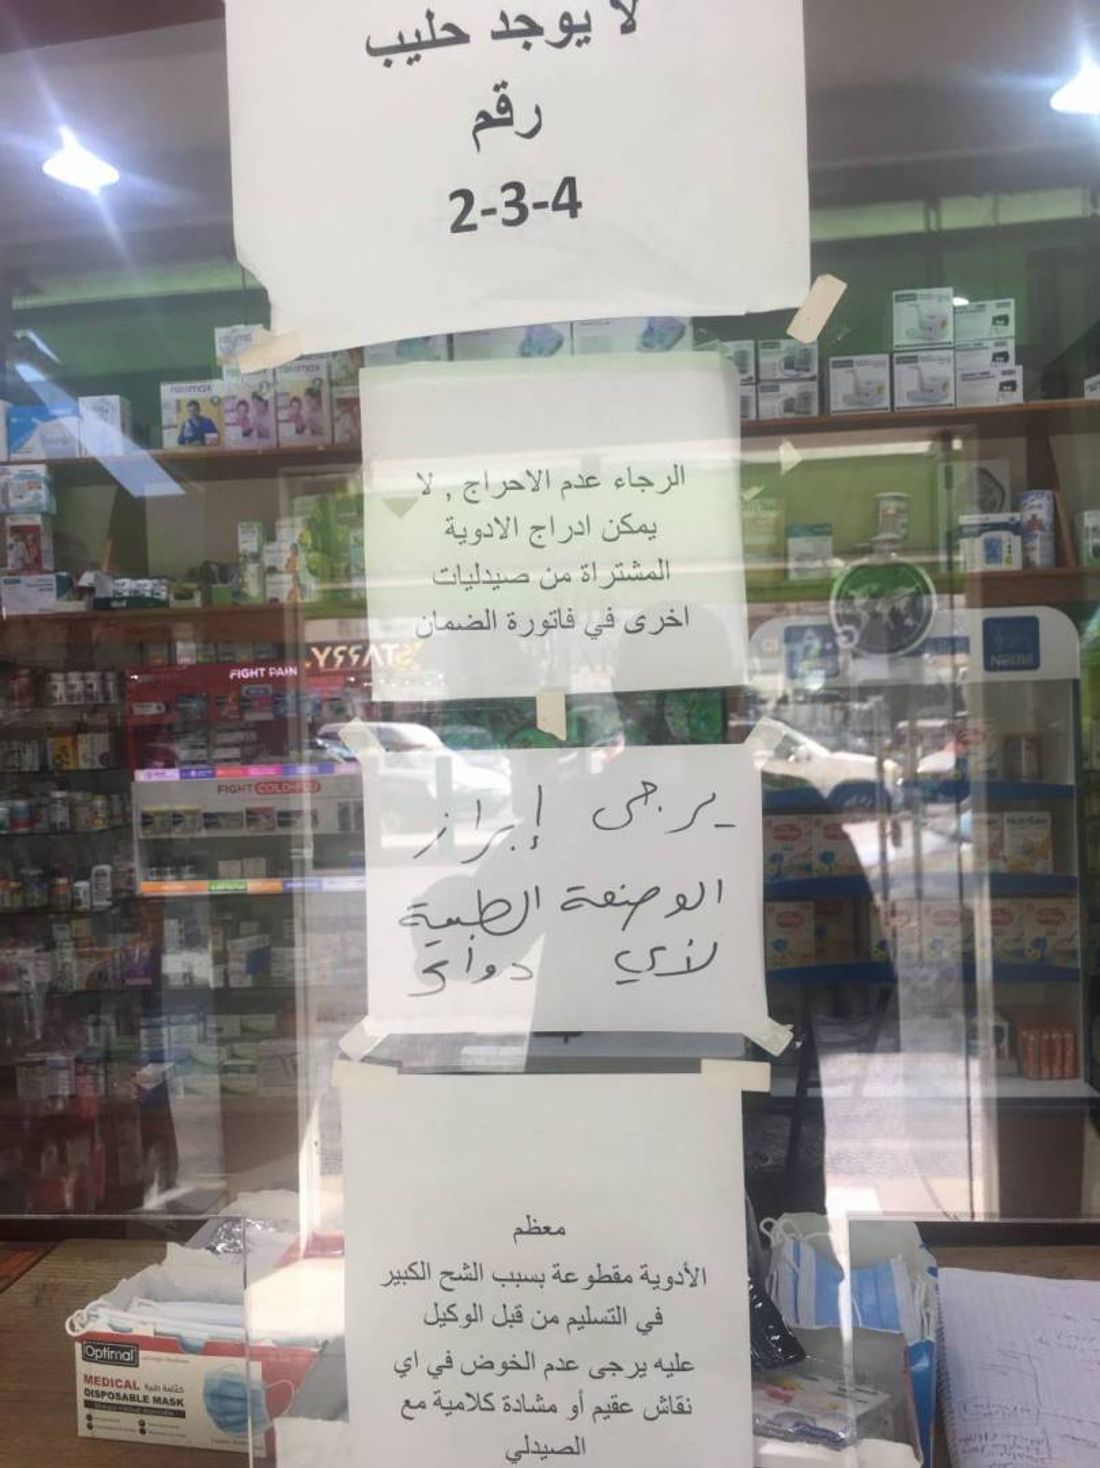 لا يوجد حليب
رقم
2-3-4
الرجاء عدم الاحراج , لا
يمكن ادراج الادوية
المشتراة من صيدليات
اخرى في فاتورة الضمان
FIGHT PAIN
FIGHT COLD+FLU
يرجى إبراز
الوصفة الطبية
لأي دواء
معظم
الأدوية مقطوعة بسبب الشح الكبير
في التسليم من قبل الوكيل
عليه يرجى عدم الخوض في اي
نقاش عقيم أو مشادة كلامية مع
الصيدلي
Optimal
MEDICAL كمامة طبية
DISPOSABLE MASK